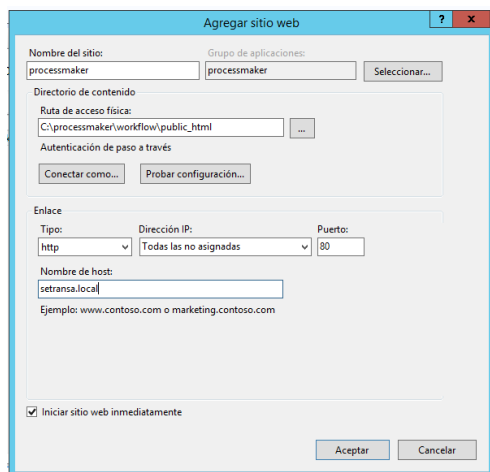 Agregar sitio web
? x
Nombre del sitio: Grupo de aplicaciones:
processmaker processmaker Seleccionar...
Directorio de contenido
Ruta de acceso física:
C:\processmaker\workflow\public_html ...
Autenticación de paso a través
Conectar como... Probar configuración...
Enlace
Tipo: Dirección IP: Puerto:
http Todas las no asignadas 80
Nombre de host:
setransa.local
Ejemplo: www.contoso.com o marketing.contoso.com
Iniciar sitio web inmediatamente
Aceptar Cancelar